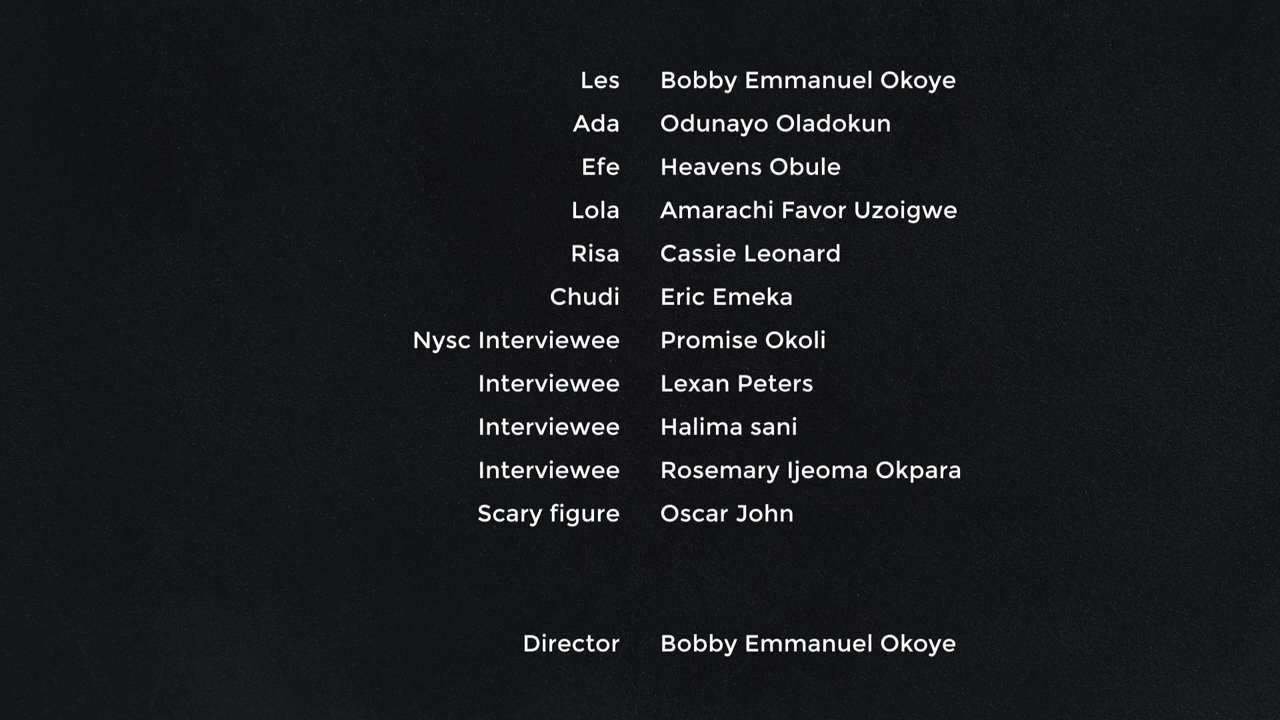 Les Bobby Emmanuel Okoye
Ada Odunayo Oladokun
Efe Heavens Obule
Lola Amarachi Favor Uzoigwe
Risa Cassie Leonard
Chudi Eric Emeka
Nysc Interviewee Promise Okoli
Interviewee Lexan Peters
Interviewee Halima sani
Interviewee Rosemary Ijeoma Okpara
Scary figure Oscar John
Director Bobby Emmanuel Okoye